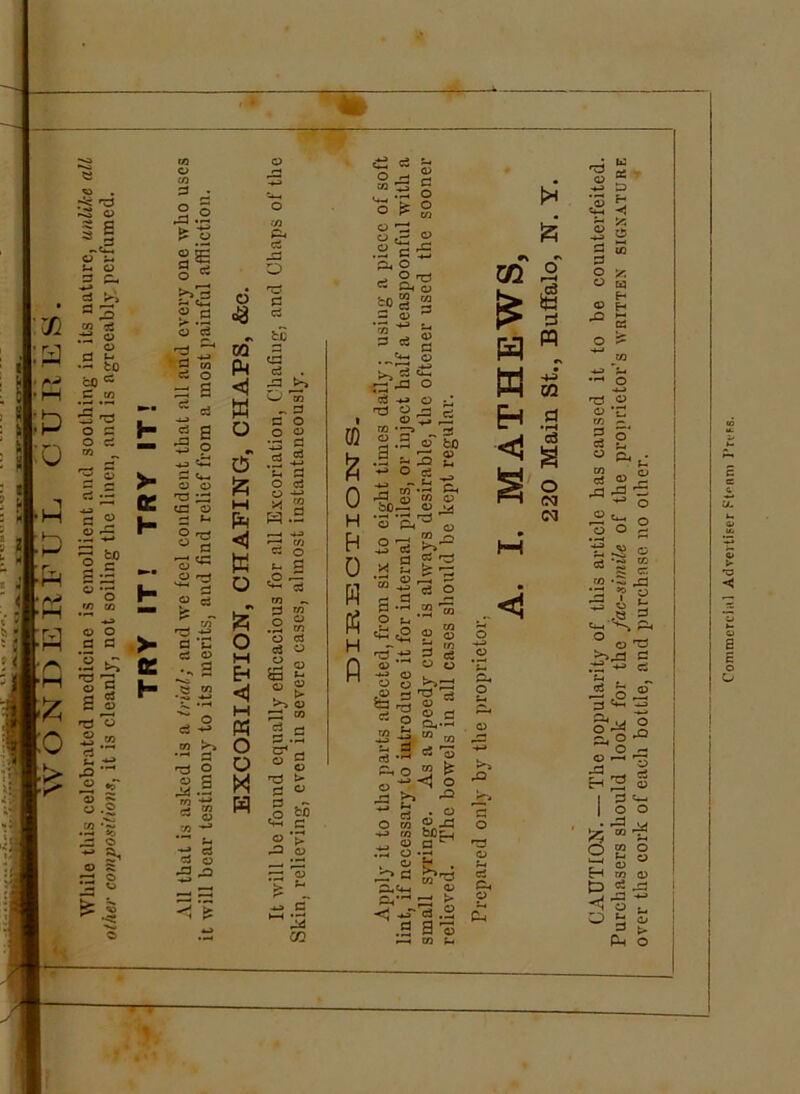 WONDERFUL CURES.
While this celebrated medicine is emollient and soothing in its nature, unlike all
other compositions, it is cleanly, not soiling the linen, and is agreeably perfumed.
TRY IT! TRY IT!
All that is asked is a trial; and we feel confident that all and every one who uses
it will bear testimony to its merits, and find relief from a most painful affliction.
EXCORIATION, CHAFING, CHAPS, &c.
It will be found equally efficacious for all Excoriation, Chafing, and Chaps of the
Skin, relieving, even in severe cases, almost instantaneously.
DIRECTIONS.
Apply it to the parts affected, from six to eight times daily; using a piece of soft
lint, if necessary to introduce it for internal piles, or inject half a teaspoonful with a
small syringe. As a speedy cure is always desirable, the oftener used the sooner
relieved. The bowels in all cases should be kept regular.
Prepared only by the proprietor,
A. I. MATHEWS,
220 Main St., Buffalo, N. Y.
CAUTION. — The popularity of this article has caused it to be counterfeited.
Purchasers should look for the fac-simile of the proprietor's WRITTEN SIGNATURE
over the cork of each bottle, and purchase no other.
Commercial Advertiser Steam Press.